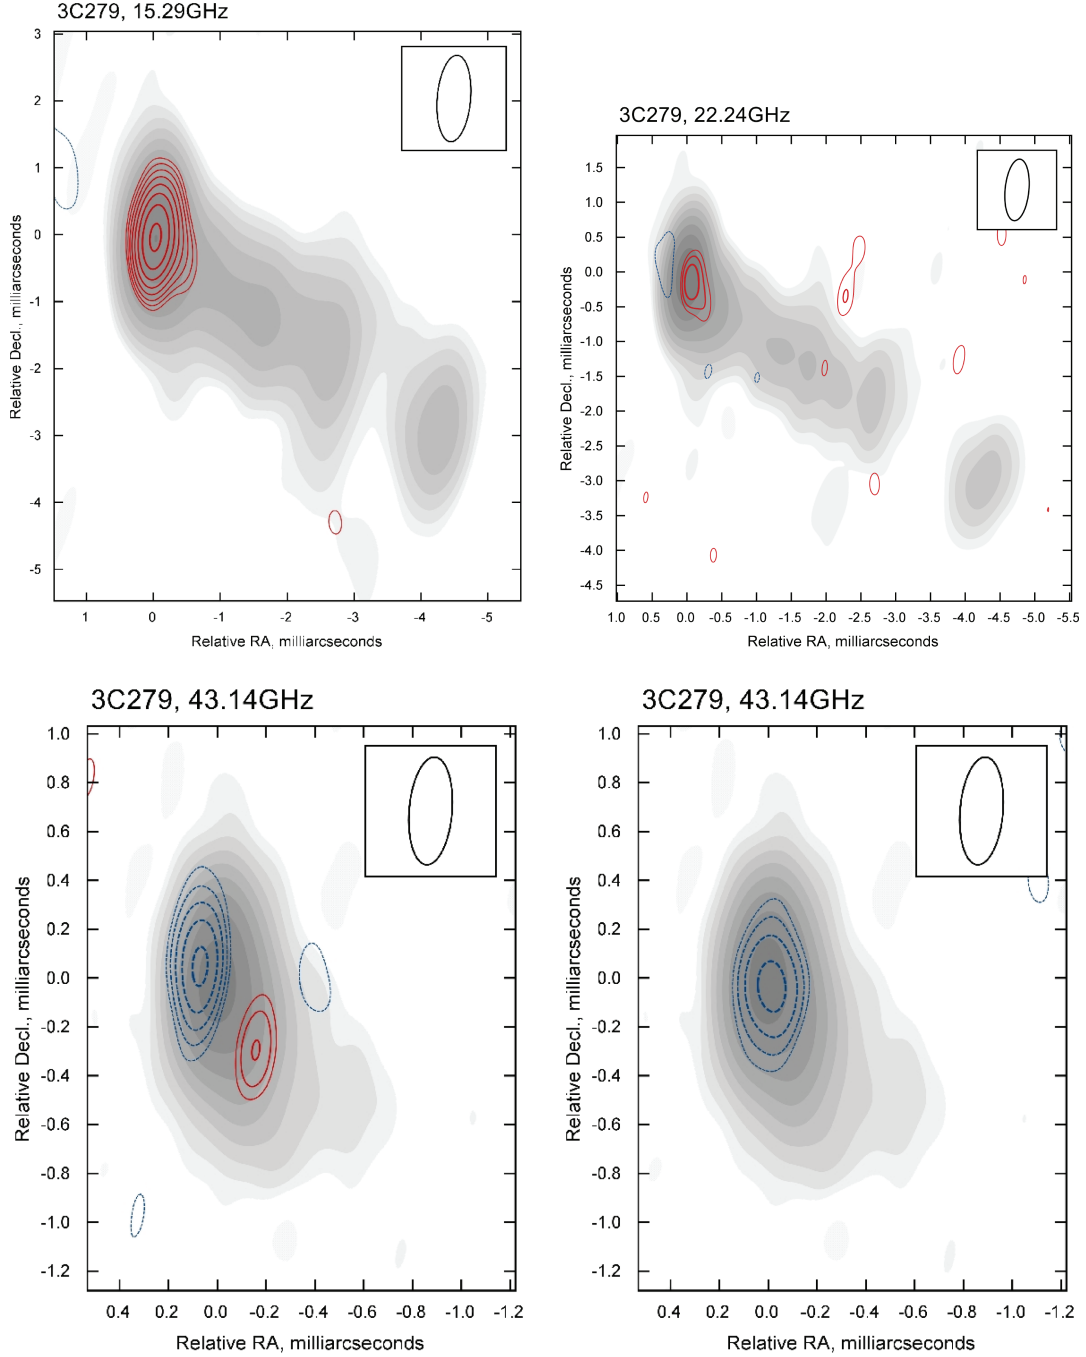 3C279, 15.29GHz
3
2
1
0
-1
-2
-3
-4
-5
Relative Decl., milliarcseconds
1 0 -1 -2 -3 -4 -5
Relative RA, milliarcseconds
3C279, 22.24GHz
1.5
1.0
0.5
0.0
-0.5
-1.0
-1.5
-2.0
-2.5
-3.0
-3.5
-4.0
-4.5
Relative Decl., milliarcseconds
1.0 0.5 0.0 -0.5 -1.0 -1.5 -2.0 -2.5 -3.0 -3.5 -4.0 -4.5 -5.0 -5.5
Relative RA, milliarcseconds
3C279, 43.14GHz
1.0
0.8
0.6
0.4
0.2
0.0
-0.2
-0.4
-0.6
-0.8
-1.0
-1.2
Relative Decl., milliarcseconds
0.4 0.2 0.0 -0.2 -0.4 -0.6 -0.8 -1.0 -1.2
Relative RA, milliarcseconds
3C279, 43.14GHz
1.0
0.8
0.6
0.4
0.2
0.0
-0.2
-0.4
-0.6
-0.8
-1.0
-1.2
Relative Decl., milliarcseconds
0.4 0.2 0.0 -0.2 -0.4 -0.6 -0.8 -1.0 -1.2
Relative RA, milliarcseconds